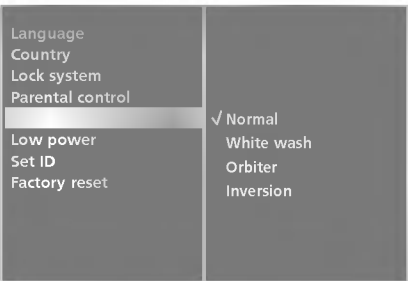 Language
Country
Lock system
Parental control
Low power
Set ID
Factory reset
√ Normal
White wash
Orbiter
Inversion